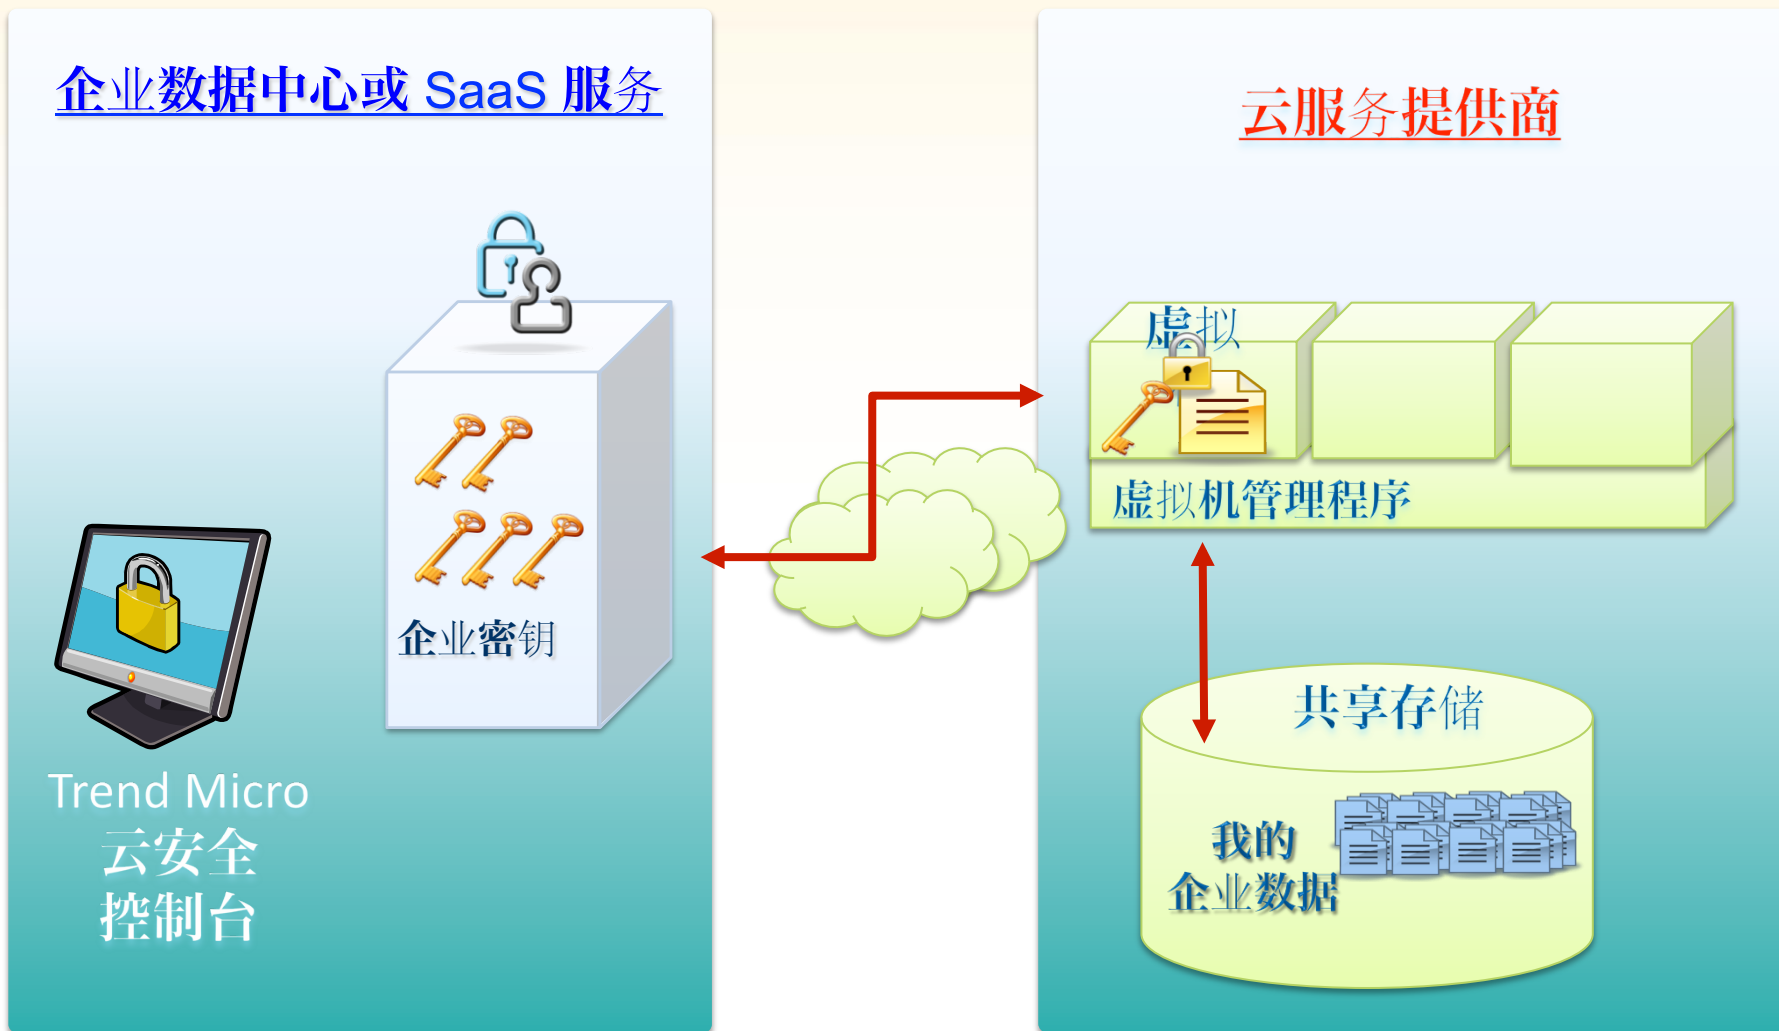 企业数据中心或 SaaS 服务
云服务提供商
虚拟
虚拟机管理程序
企业密钥
共享存储
Trend Micro
云安全
控制台
我的
企业数据